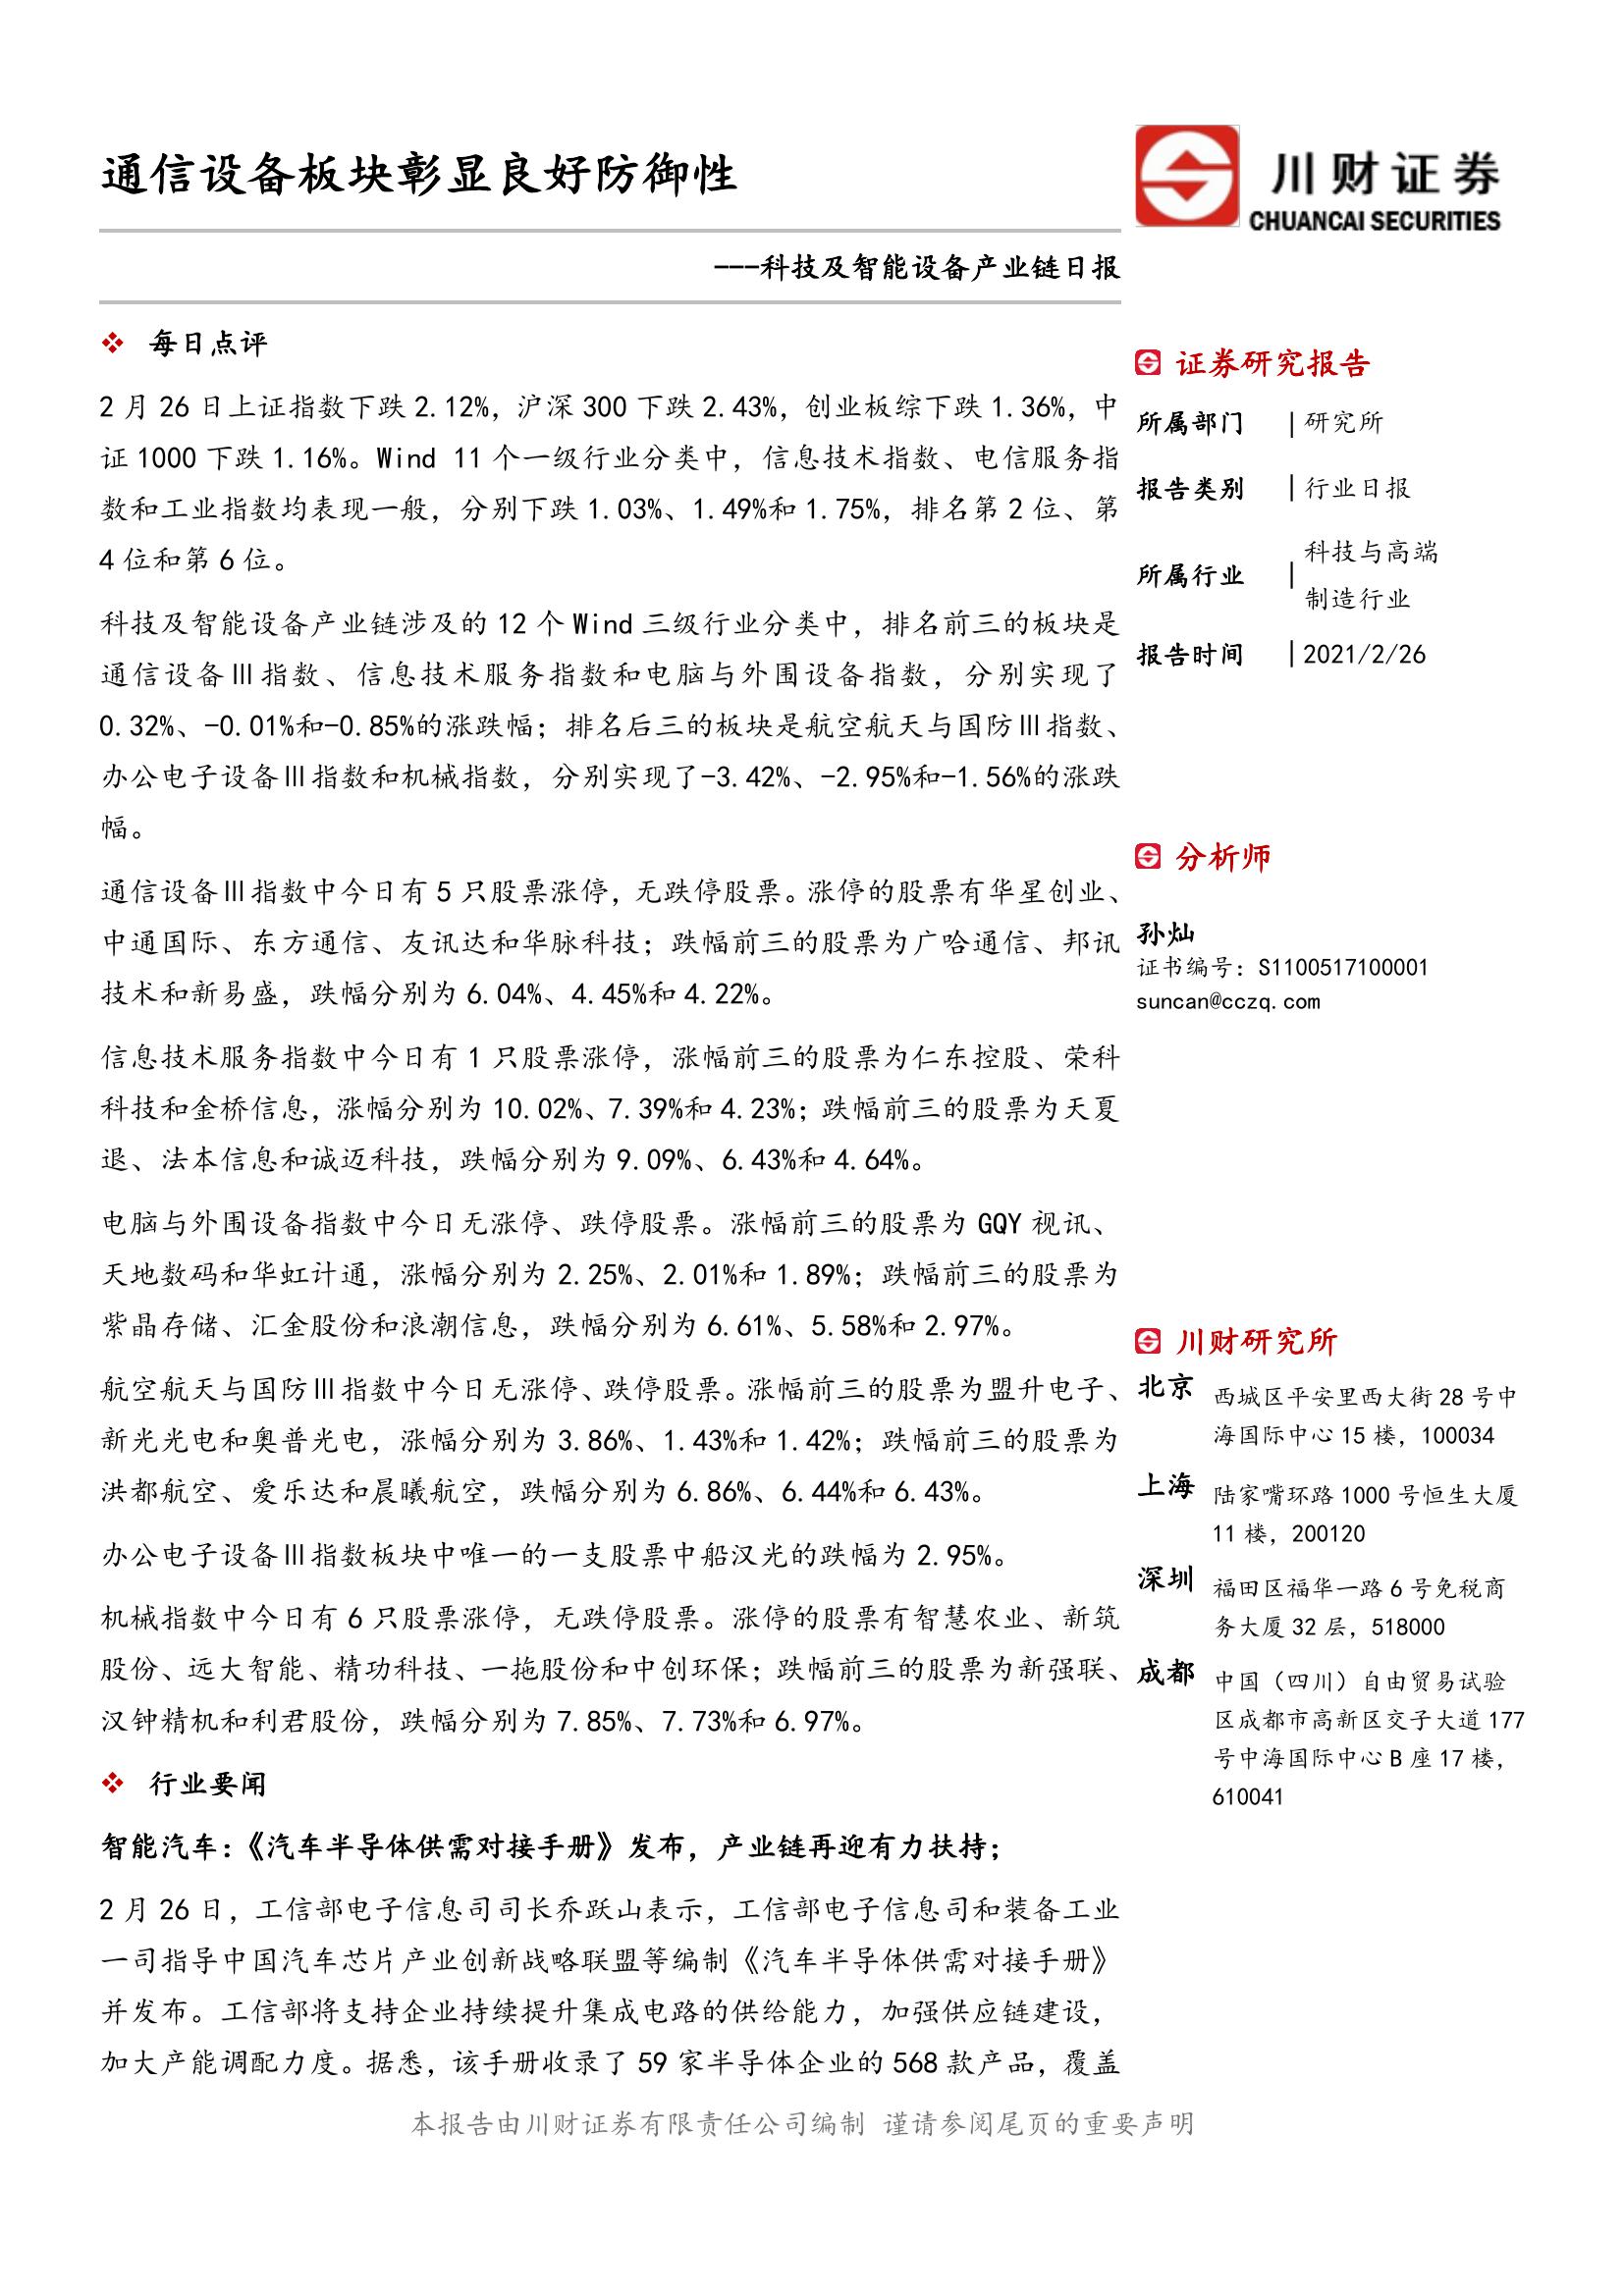 通信设备板块彰显良好防御性
川财证券
CHUANCAI SECURITIES
---科技及智能设备产业链日报
❖ 每日点评
2 月 26 日上证指数下跌 2.12%，沪深 300 下跌 2.43%，创业板综下跌 1.36%，中
证 1000 下跌 1.16%。Wind 11 个一级行业分类中，信息技术指数、电信服务指
数和工业指数均表现一般，分别下跌 1.03%、1.49%和 1.75%，排名第 2 位、第
4 位和第 6 位。
科技及智能设备产业链涉及的 12 个 Wind 三级行业分类中，排名前三的板块是
通信设备Ⅲ指数、信息技术服务指数和电脑与外围设备指数，分别实现了
0.32%、-0.01%和-0.85%的涨跌幅；排名后三的板块是航空航天与国防Ⅲ指数、
办公电子设备Ⅲ指数和机械指数，分别实现了-3.42%、-2.95%和-1.56%的涨跌
幅。
通信设备Ⅲ指数中今日有 5 只股票涨停，无跌停股票。涨停的股票有华星创业、
中通国际、东方通信、友讯达和华脉科技；跌幅前三的股票为广哈通信、邦讯
技术和新易盛，跌幅分别为 6.04%、4.45%和 4.22%。
信息技术服务指数中今日有 1 只股票涨停，涨幅前三的股票为仁东控股、荣科
科技和金桥信息，涨幅分别为 10.02%、7.39%和 4.23%；跌幅前三的股票为天夏
退、法本信息和诚迈科技，跌幅分别为 9.09%、6.43%和 4.64%。
电脑与外围设备指数中今日无涨停、跌停股票。涨幅前三的股票为 GQY 视讯、
天地数码和华虹计通，涨幅分别为 2.25%、2.01%和 1.89%；跌幅前三的股票为
紫晶存储、汇金股份和浪潮信息，跌幅分别为 6.61%、5.58%和 2.97%。
航空航天与国防Ⅲ指数中今日无涨停、跌停股票。涨幅前三的股票为盟升电子、
新光光电和奥普光电，涨幅分别为 3.86%、1.43%和 1.42%；跌幅前三的股票为
洪都航空、爱乐达和晨曦航空，跌幅分别为 6.86%、6.44%和 6.43%。
办公电子设备Ⅲ指数板块中唯一的一支股票中船汉光的跌幅为 2.95%。
机械指数中今日有 6 只股票涨停，无跌停股票。涨停的股票有智慧农业、新筑
股份、远大智能、精功科技、一拖股份和中创环保；跌幅前三的股票为新强联、
汉钟精机和利君股份，跌幅分别为 7.85%、7.73%和 6.97%。
❖ 行业要闻
智能汽车：《汽车半导体供需对接手册》发布，产业链再迎有力扶持；
2 月 26 日，工信部电子信息司司长乔跃山表示，工信部电子信息司和装备工业
一司指导中国汽车芯片产业创新战略联盟等编制《汽车半导体供需对接手册》
并发布。工信部将支持企业持续提升集成电路的供给能力，加强供应链建设，
加大产能调配力度。据悉，该手册收录了 59 家半导体企业的 568 款产品，覆盖
证券研究报告
所属部门 | 研究所
报告类别 | 行业日报
所属行业 | 科技与高端
制造行业
报告时间 | 2021/2/26
分析师
孙灿
证书编号：S1100517100001
suncan@cczq.com
川财研究所
北京 西城区平安里西大街 28 号中
海国际中心 15 楼，100034
上海 陆家嘴环路 1000 号恒生大厦
11 楼，200120
深圳 福田区福华一路 6 号免税商
务大厦 32 层，518000
成都 中国（四川）自由贸易试验
区成都市高新区交子大道 177
号中海国际中心 B 座 17 楼，
610041
本报告由川财证券有限责任公司编制 谨请参阅尾页的重要声明